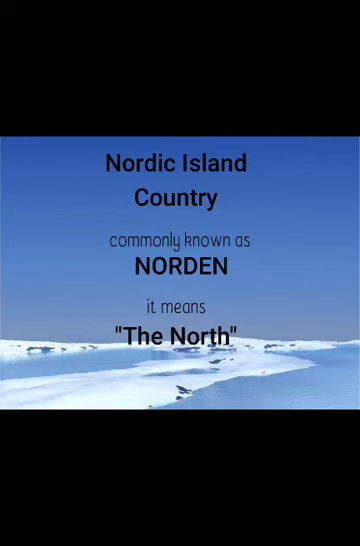 Nordic Island
Country
commonly known as
NORDEN
it means
"The North"